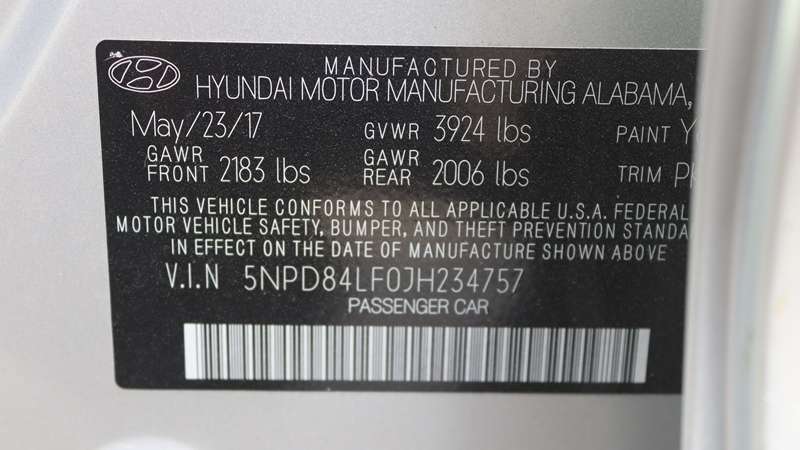 MANUFACTURED BY
HYUNDAI MOTOR MANUFACTURING ALABAMA,
May/23/17 GVWR 3924 lbs PAINT Y
GAWR FRONT 2183 lbs GAWR REAR 2006 lbs TRIM
THIS VEHICLE CONFORMS TO ALL APPLICABLE U.S.A. FEDERAL
MOTOR VEHICLE SAFETY, BUMPER, AND THEFT PREVENTION STANDA
IN EFFECT ON THE DATE OF MANUFACTURE SHOWN ABOVE
V.I.N 5NPD84LF0JH234757
PASSENGER CAR